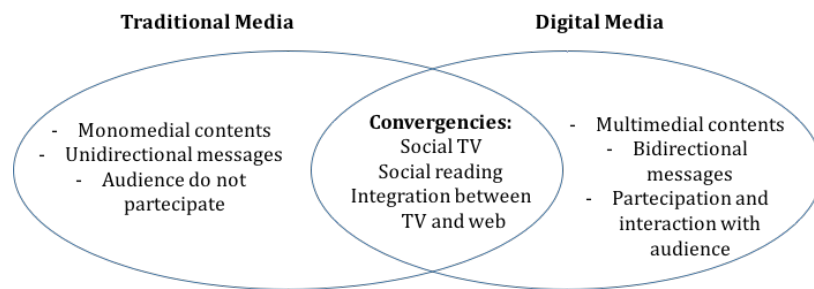 Traditional Media
Digital Media
- Monomedial contents
- Unidirectional messages
- Audience do not
partecipate
Convergencies:
Social TV
Social reading
Integration between
TV and web
- Multimedial contents
- Bidirectional
messages
- Partecipation and
interaction with
audience